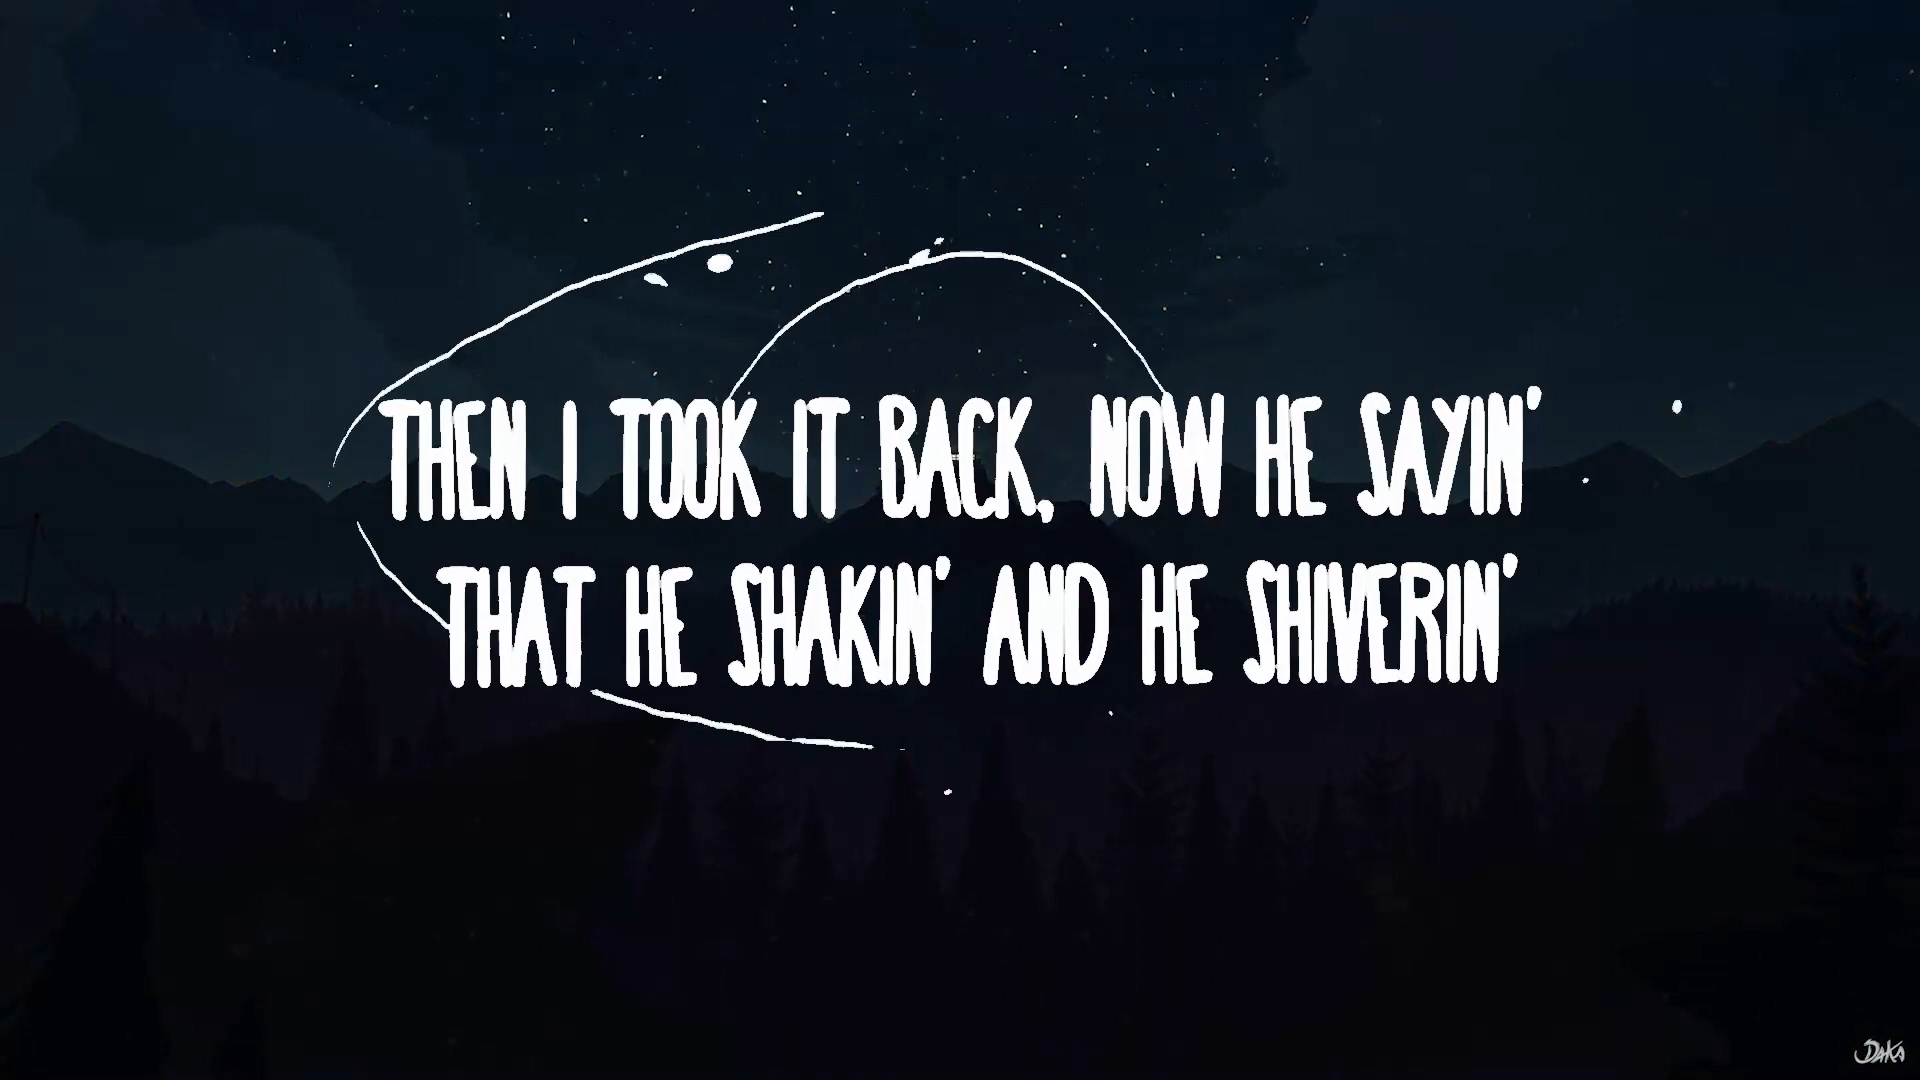 THEN I TOOK IT BACK, NOW HE SAYIN'
THAT HE SHAKIN' AND HE SHIVERIN'
DAKA